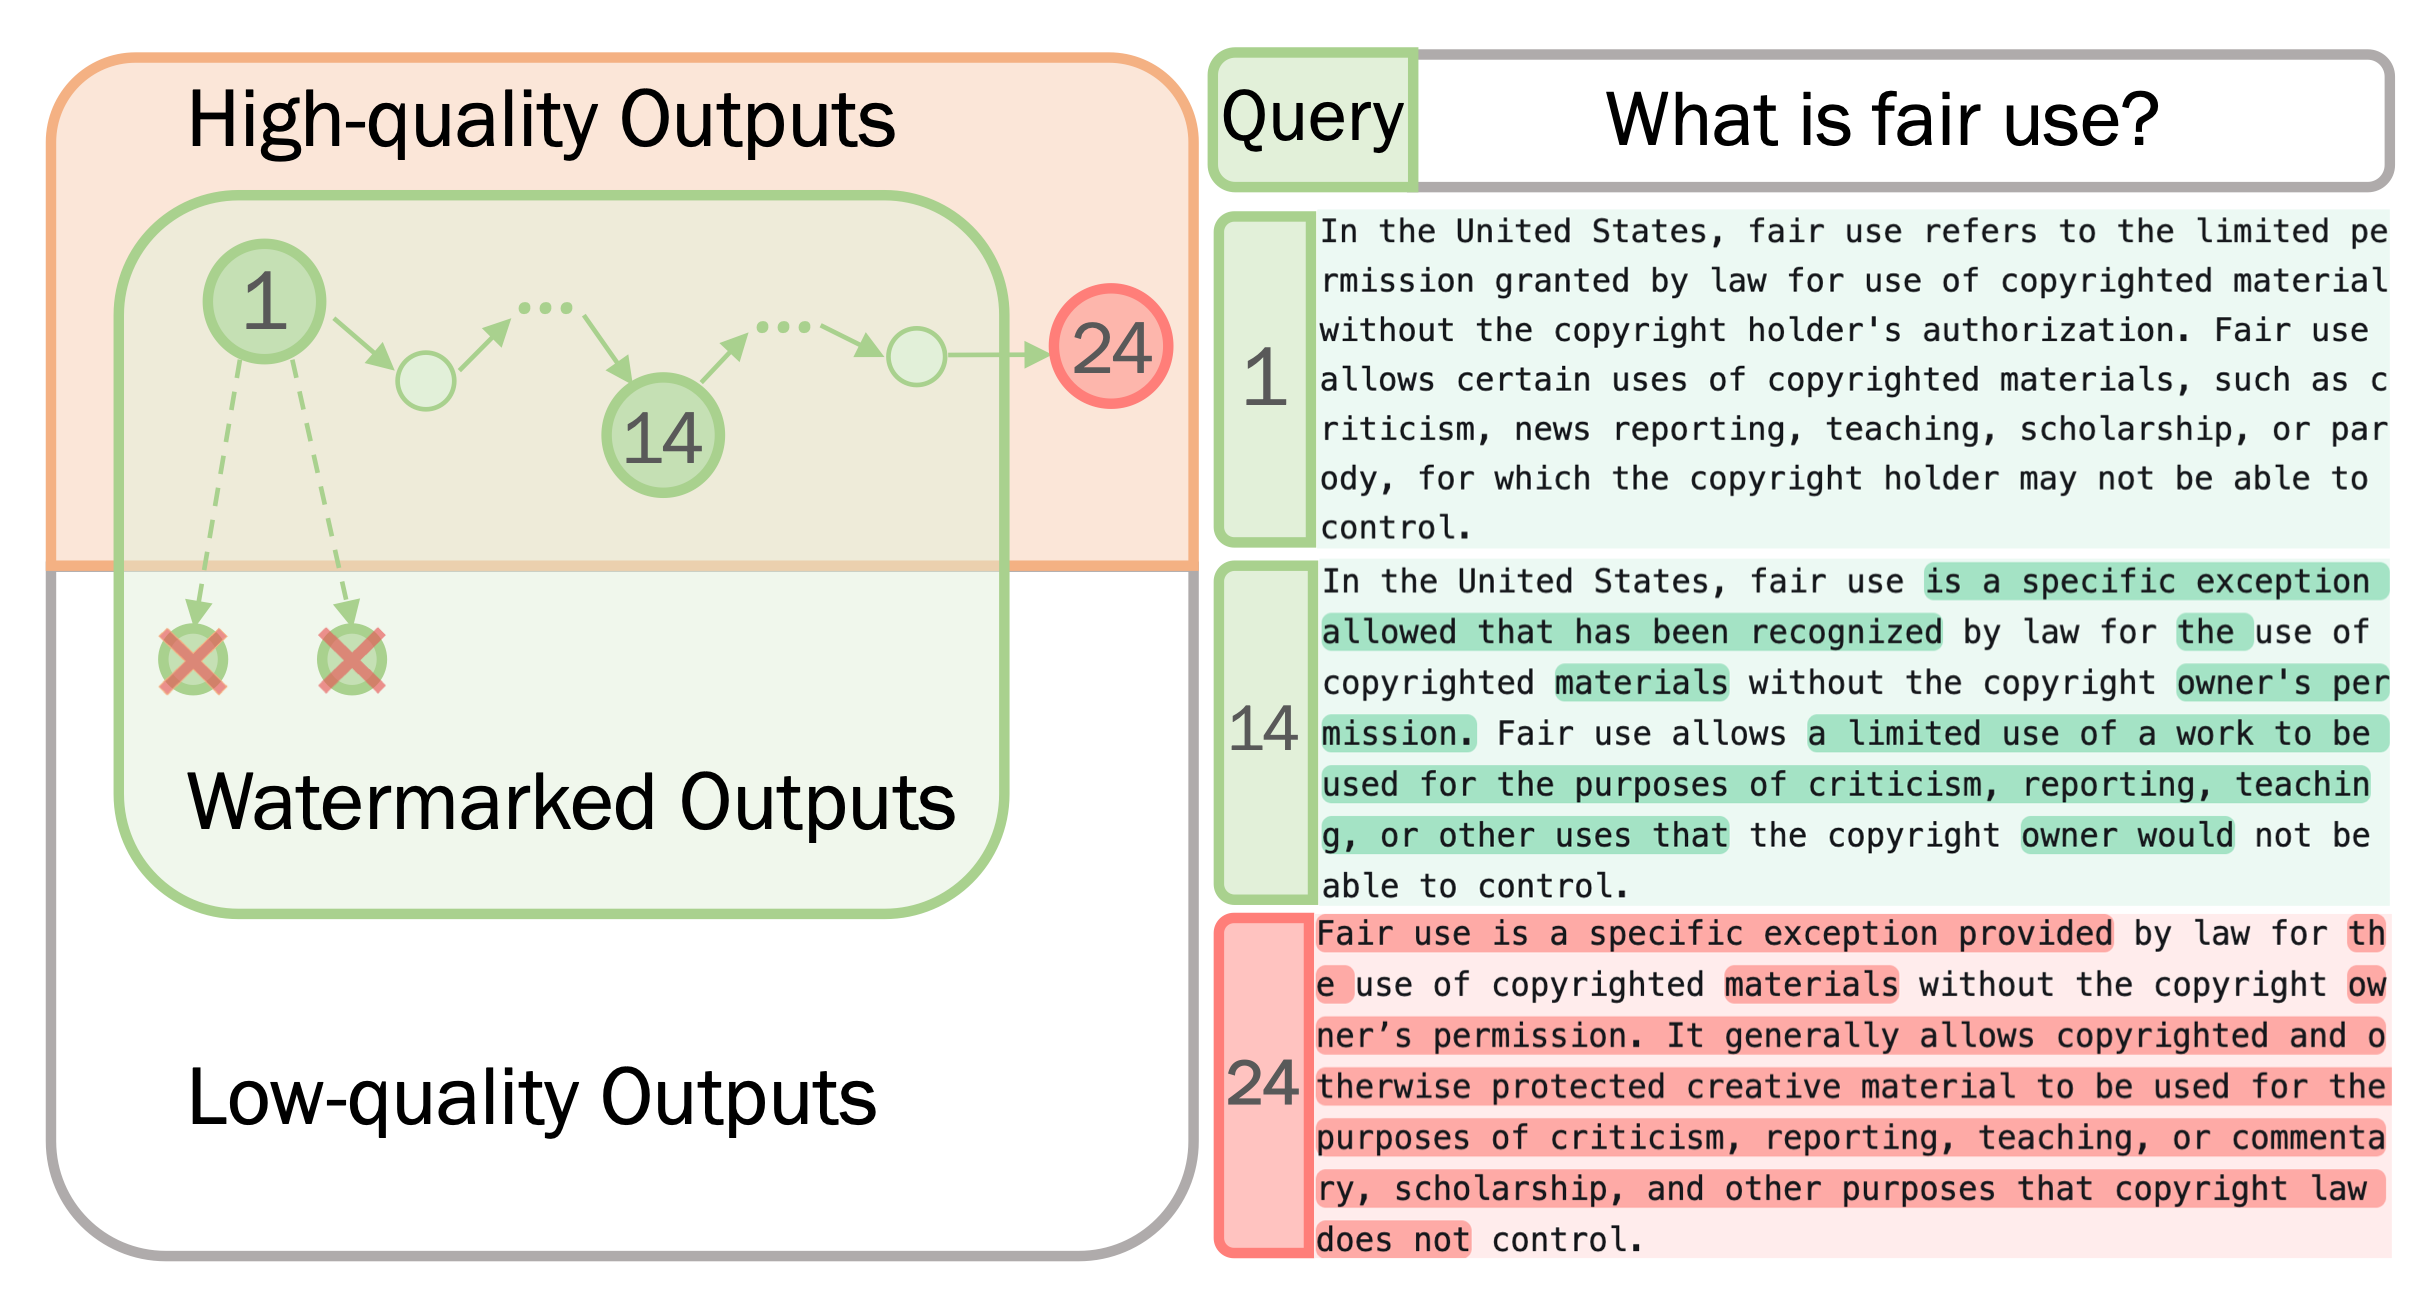 High-quality Outputs
1
14
24
Watermarked Outputs
Low-quality Outputs
Query
What is fair use?
1
In the United States, fair use refers to the limited pe
rmission granted by law for use of copyrighted material
without the copyright holder's authorization. Fair use
allows certain uses of copyrighted materials, such as c
riticism, news reporting, teaching, scholarship, or par
ody, for which the copyright holder may not be able to
control.
14
In the United States, fair use is a specific exception
allowed that has been recognized by law for the use of
copyrighted materials without the copyright owner's per
mission. Fair use allows a limited use of a work to be
used for the purposes of criticism, reporting, teachin
g, or other uses that the copyright owner would not be
able to control.
24
Fair use is a specific exception provided by law for th
e use of copyrighted materials without the copyright ow
ner’s permission. It generally allows copyrighted and o
therwise protected creative material to be used for the
purposes of criticism, reporting, teaching, or commenta
ry, scholarship, and other purposes that copyright law
does not control.